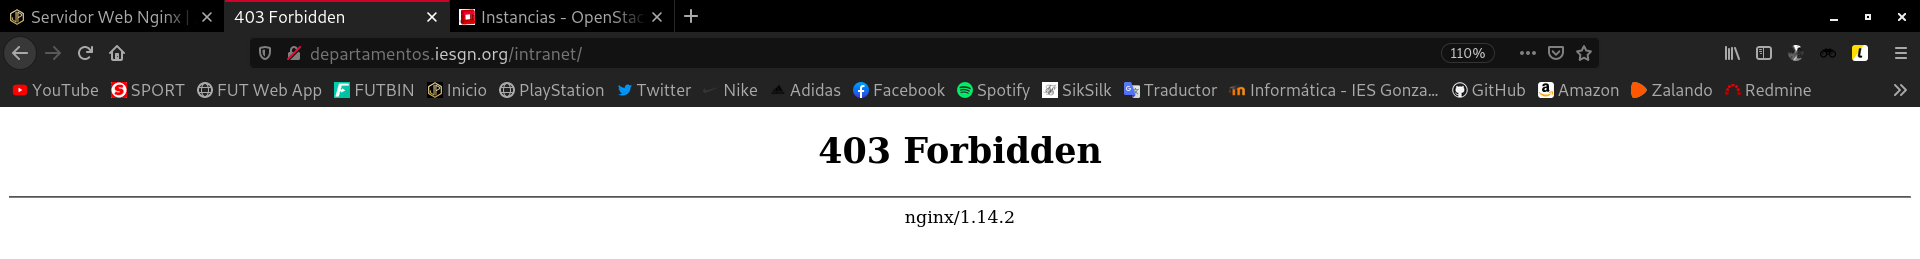 Servidor Web Nginx |
403 Forbidden
Instancias - OpenStac
departamentos.iesgn.org/intranet/
110%
YouTube
SPORT
FUT Web App
FUTBIN
Inicio
PlayStation
Twitter
Nike
Adidas
Facebook
Spotify
SikSilk
Traductor
Informática - IES Gonza...
GitHub
Amazon
Zalando
Redmine
403 Forbidden
nginx/1.14.2